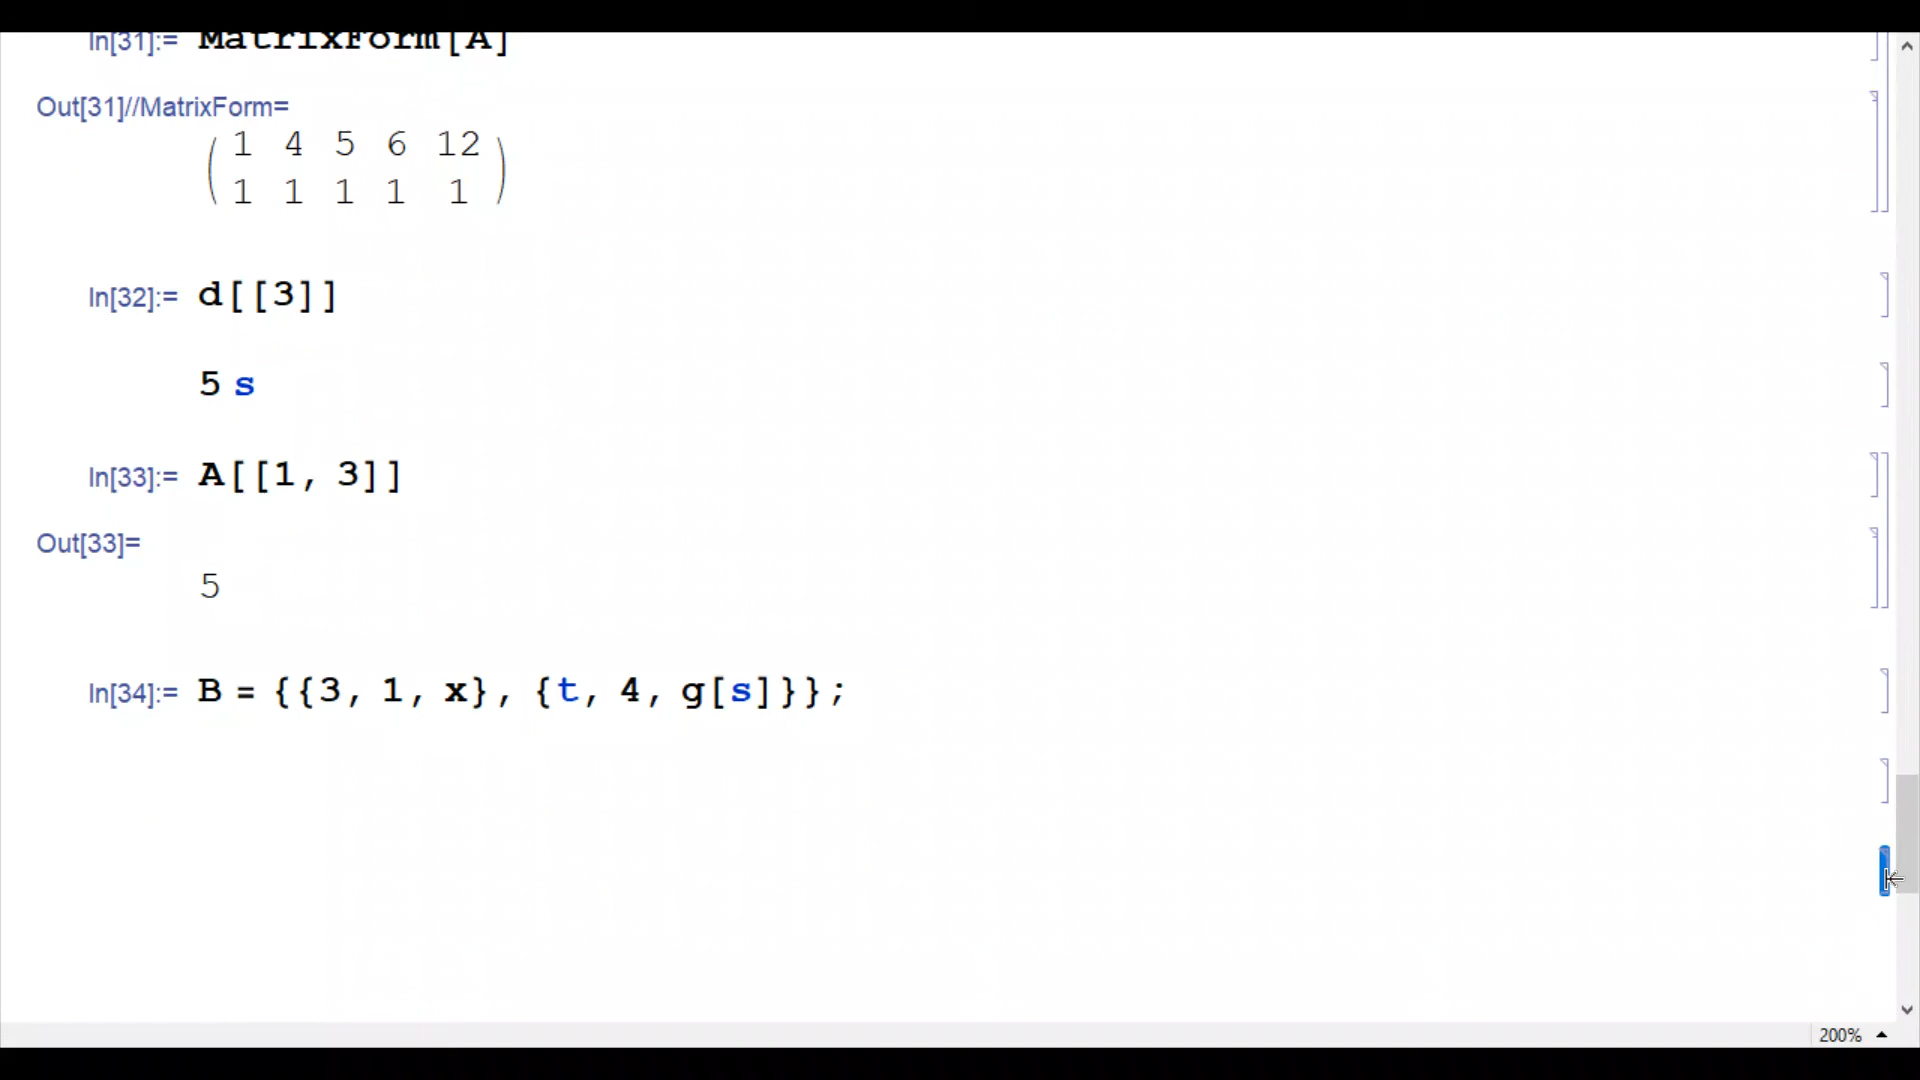 In[31]:= MatrixForm[A]
Out[31]//MatrixForm=
1 4 5 6 12
1 1 1 1 1
In[32]:= d[[3]]
5 s
In[33]:= A[[1, 3]]
Out[33]=
5
In[34]:= B = {{3, 1, x}, {t, 4, g[s]}};
200%